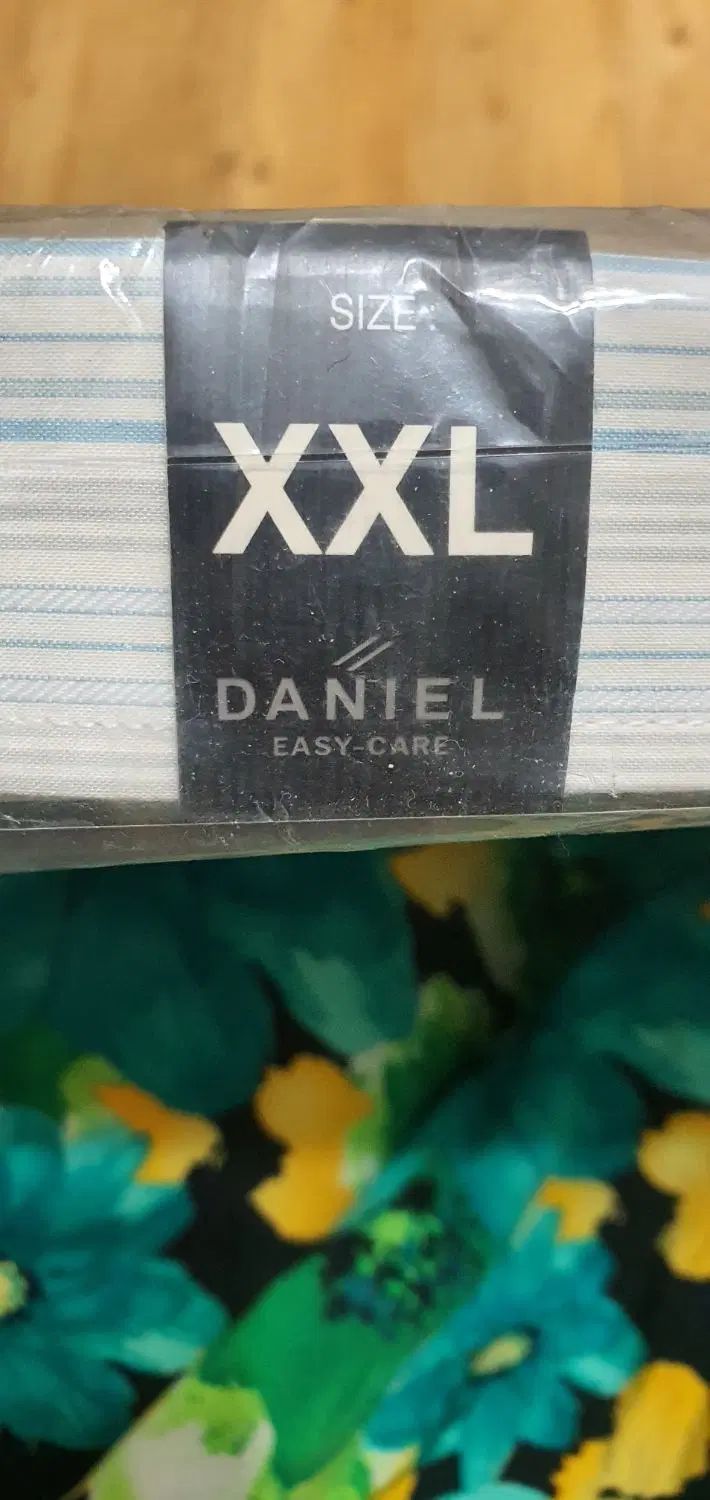 SIZE :
XXL
DANIEL
EASY-CARE